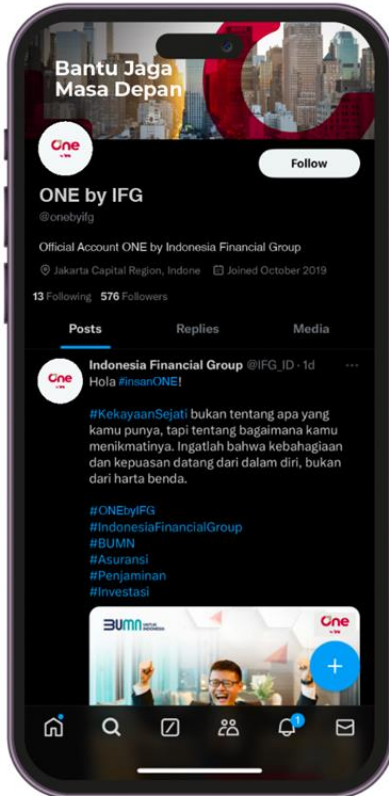 Bantu Jaga
Masa Depan
One
Follow
ONE by IFG
@onebyifg
Official Account ONE by Indonesia Financial Group
Jakarta Capital Region, Indone Joined October 2019
13 Following 576 Followers
Posts Replies Media
One
Indonesia Financial Group @IFG_ID · 1d
Hola #insanONE!
#KekayaanSejati bukan tentang apa yang
kamu punya, tapi tentang bagaimana kamu
menikmatinya. Ingatlah bahwa kebahagiaan
dan kepuasan datang dari dalam diri, bukan
dari harta benda.
#ONEbyIFG
#IndonesiaFinancialGroup
#BUMN
#Asuransi
#Penjaminan
#Investasi
BUMN UNTUK
INDONESIA
One
1